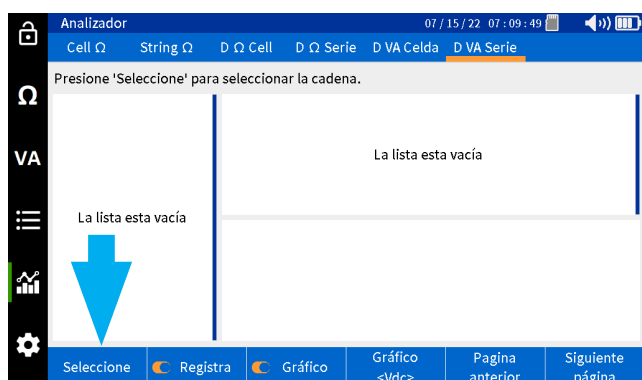 Analizador 07/15/22 07:09:49
Cell Ω String Ω D Ω Cell D Ω Serie D VA Celda D VA Serie
Presione 'Seleccione' para seleccionar la cadena.
Ω
VA
La lista esta vacía
La lista esta vacía
Seleccione Registra Gráfico Gráfico <Vdc> Pagina anterior Siguiente página